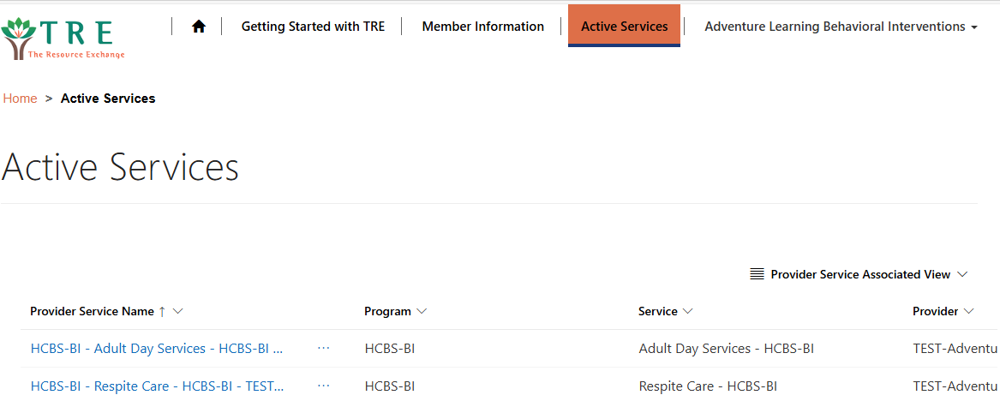 TRE
The Resource Exchange
Getting Started with TRE
Member Information
Active Services
Adventure Learning Behavioral Interventions
Home > Active Services
Active Services
Provider Service Associated View
Provider Service Name ↑ Program Service Provider
HCBS-BI - Adult Day Services - HCBS-BI ... ... HCBS-BI Adult Day Services - HCBS-BI TEST-Adventu
HCBS-BI - Respite Care - HCBS-BI - TEST... ... HCBS-BI Respite Care - HCBS-BI TEST-Adventu